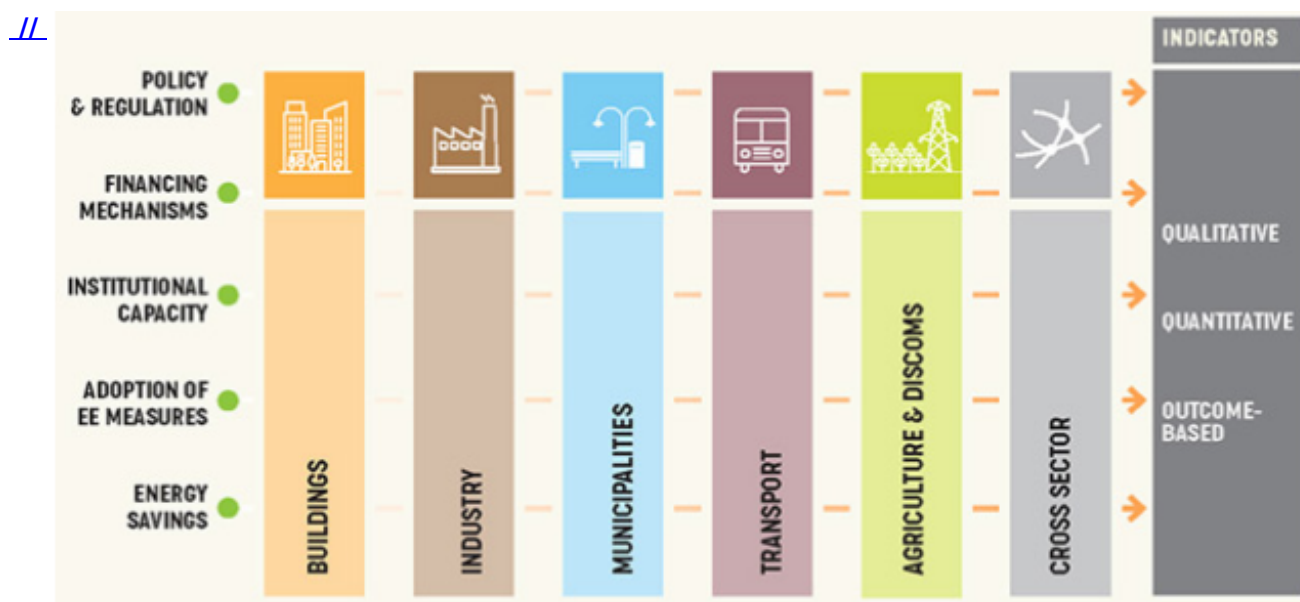 //
INDICATORS
POLICY
& REGULATION
FINANCING
MECHANISMS
INSTITUTIONAL
CAPACITY
ADOPTION OF
EE MEASURES
ENERGY
SAVINGS
BUILDINGS
INDUSTRY
MUNICIPALITIES
TRANSPORT
AGRICULTURE & DISCOMS
CROSS SECTOR
QUALITATIVE
QUANTITATIVE
OUTCOME-
BASED